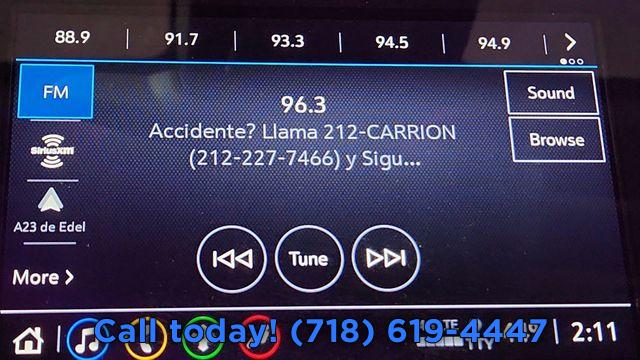 88.9 | 91.7 | 93.3 | 94.5 | 94.9
FM
SiriusXM
A23 de Edel
More
96.3
Accidente? Llama 212-CARRION
(212-227-7466) y Sigu...
Sound
Browse
Tune
2:11
Call today! (718) 619-4447